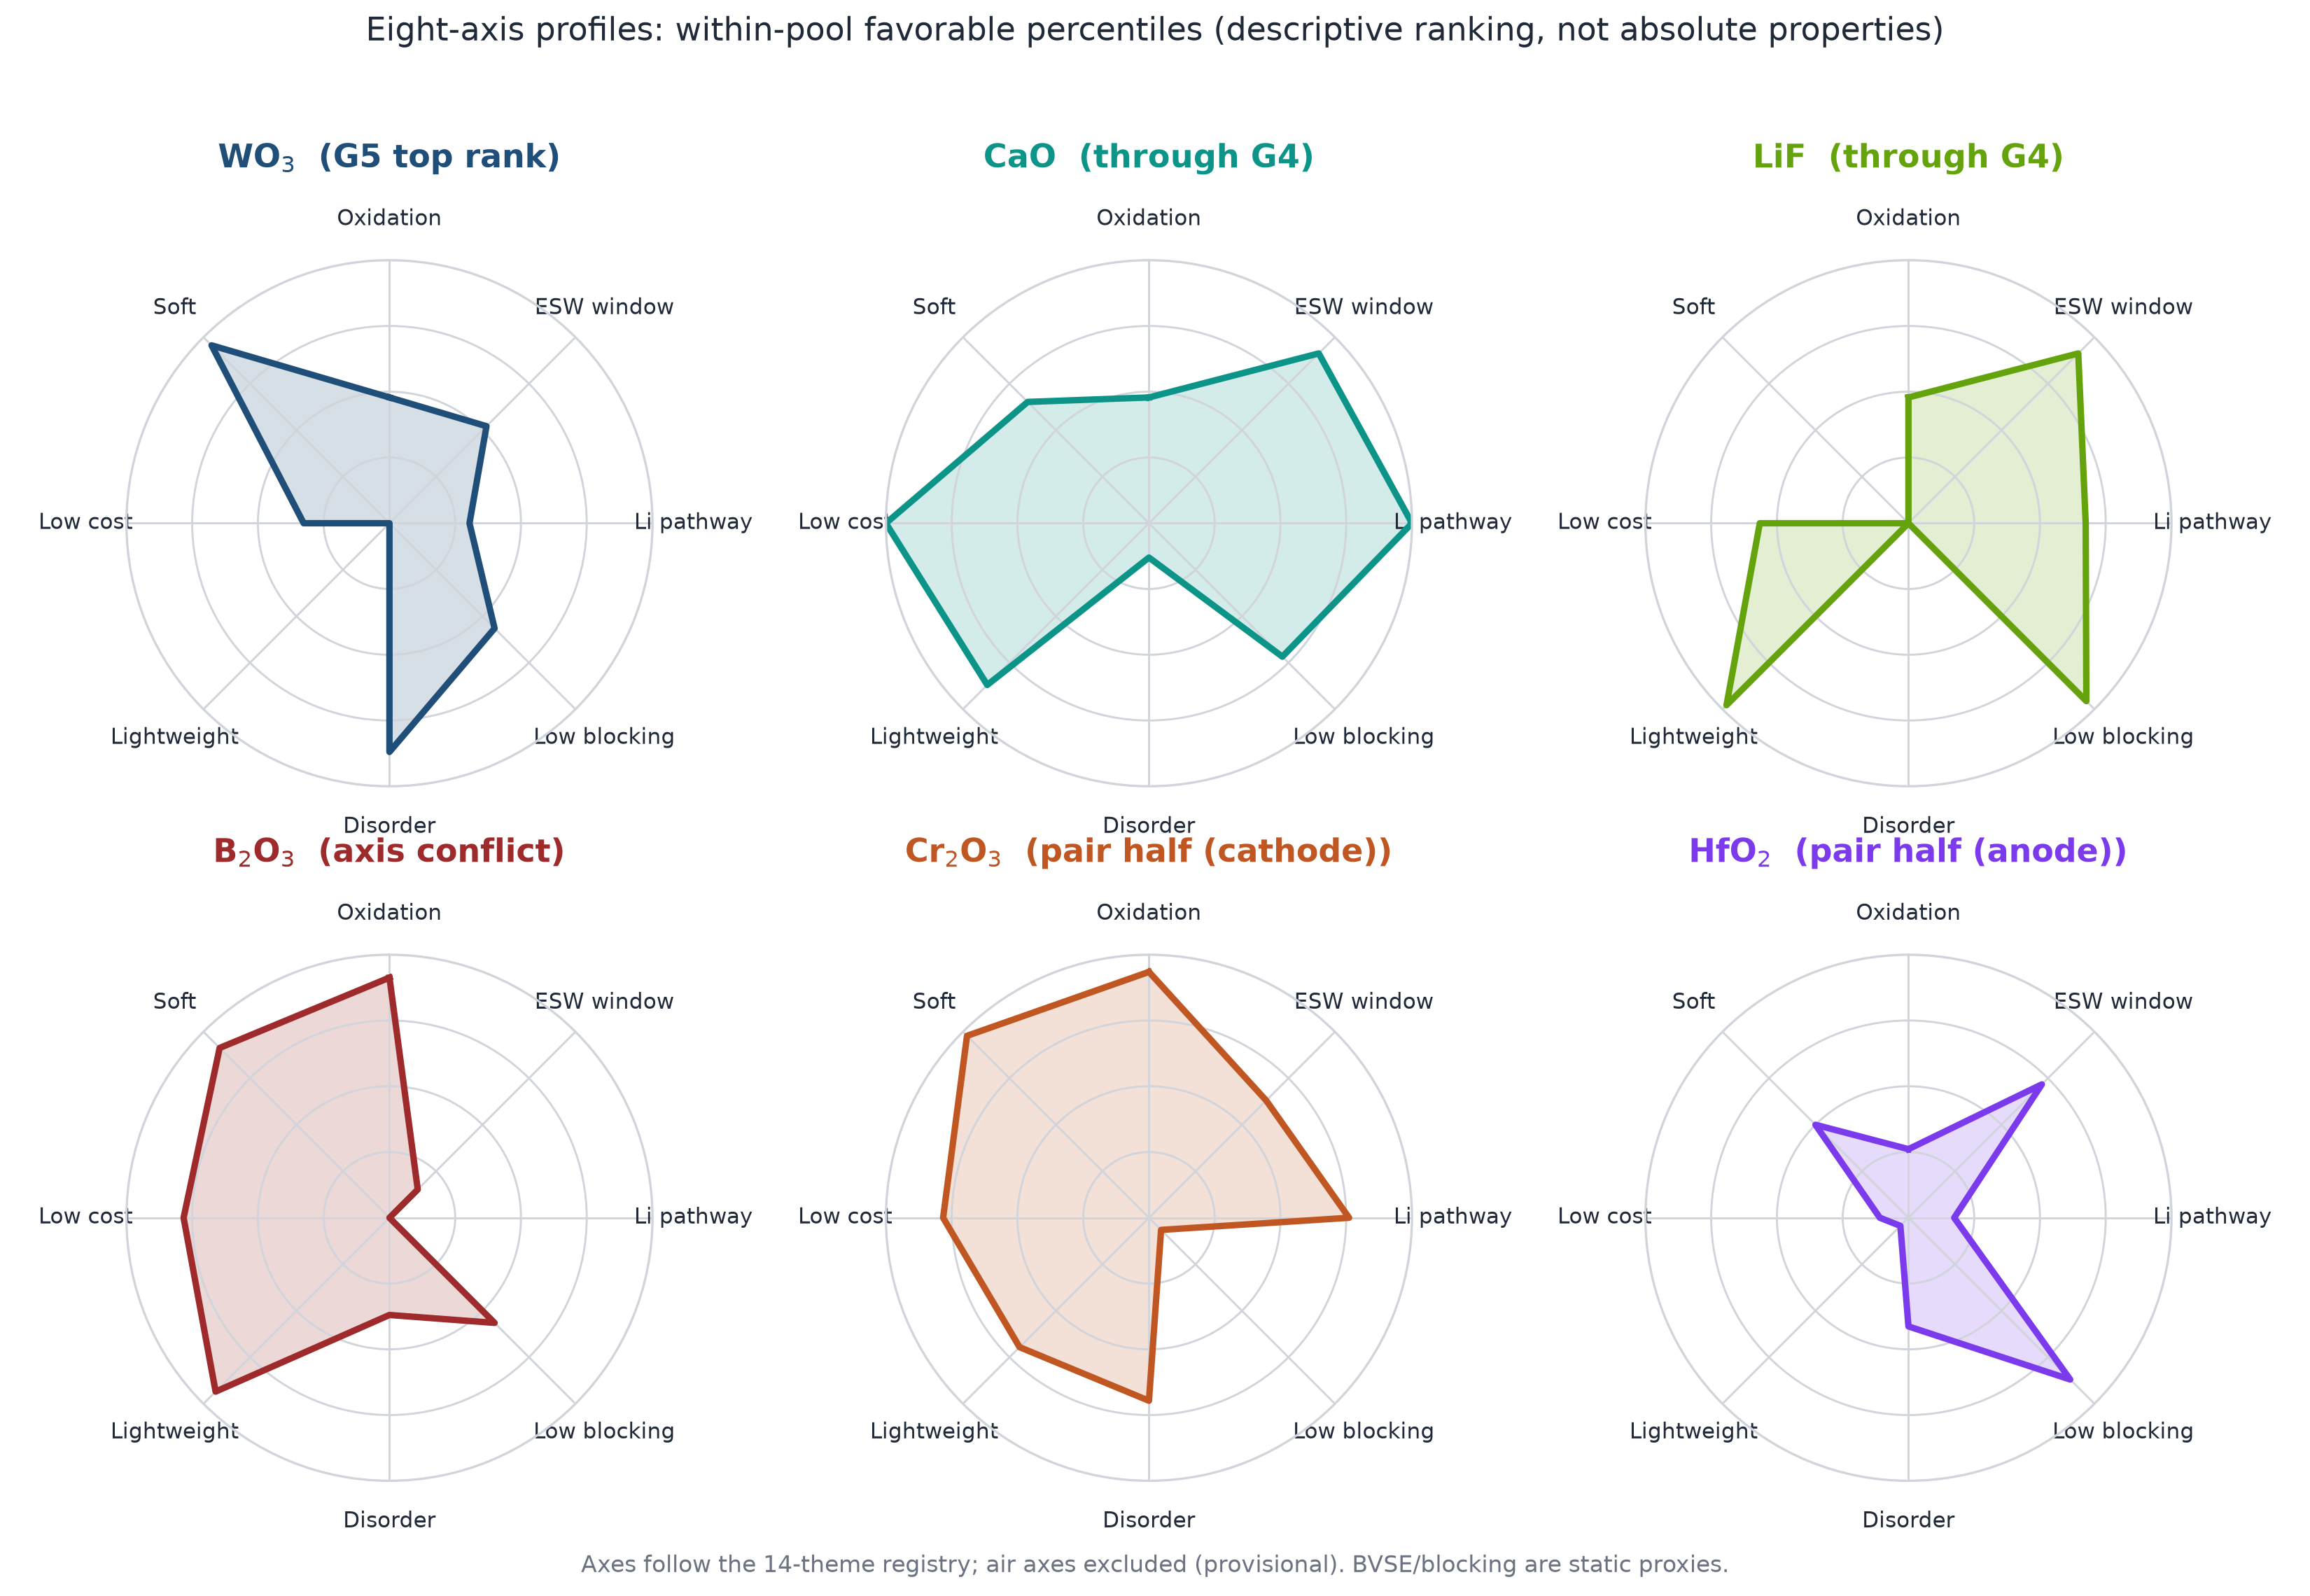 Eight-axis profiles: within-pool favorable percentiles (descriptive ranking, not absolute properties)
WO₃ (G5 top rank)
Oxidation
Soft
ESW window
Low cost
Li pathway
Lightweight
Low blocking
Disorder
CaO (through G4)
Oxidation
Soft
ESW window
Low cost
Li pathway
Lightweight
Low blocking
Disorder
LiF (through G4)
Oxidation
Soft
ESW window
Low cost
Li pathway
Lightweight
Low blocking
Disorder
B₂O₃ (axis conflict)
Oxidation
Soft
ESW window
Low cost
Li pathway
Lightweight
Low blocking
Disorder
Cr₂O₃ (pair half (cathode))
Oxidation
Soft
ESW window
Low cost
Li pathway
Lightweight
Low blocking
Disorder
HfO₂ (pair half (anode))
Oxidation
Soft
ESW window
Low cost
Li pathway
Lightweight
Low blocking
Disorder
Axes follow the 14-theme registry; air axes excluded (provisional). BVSE/blocking are static proxies.